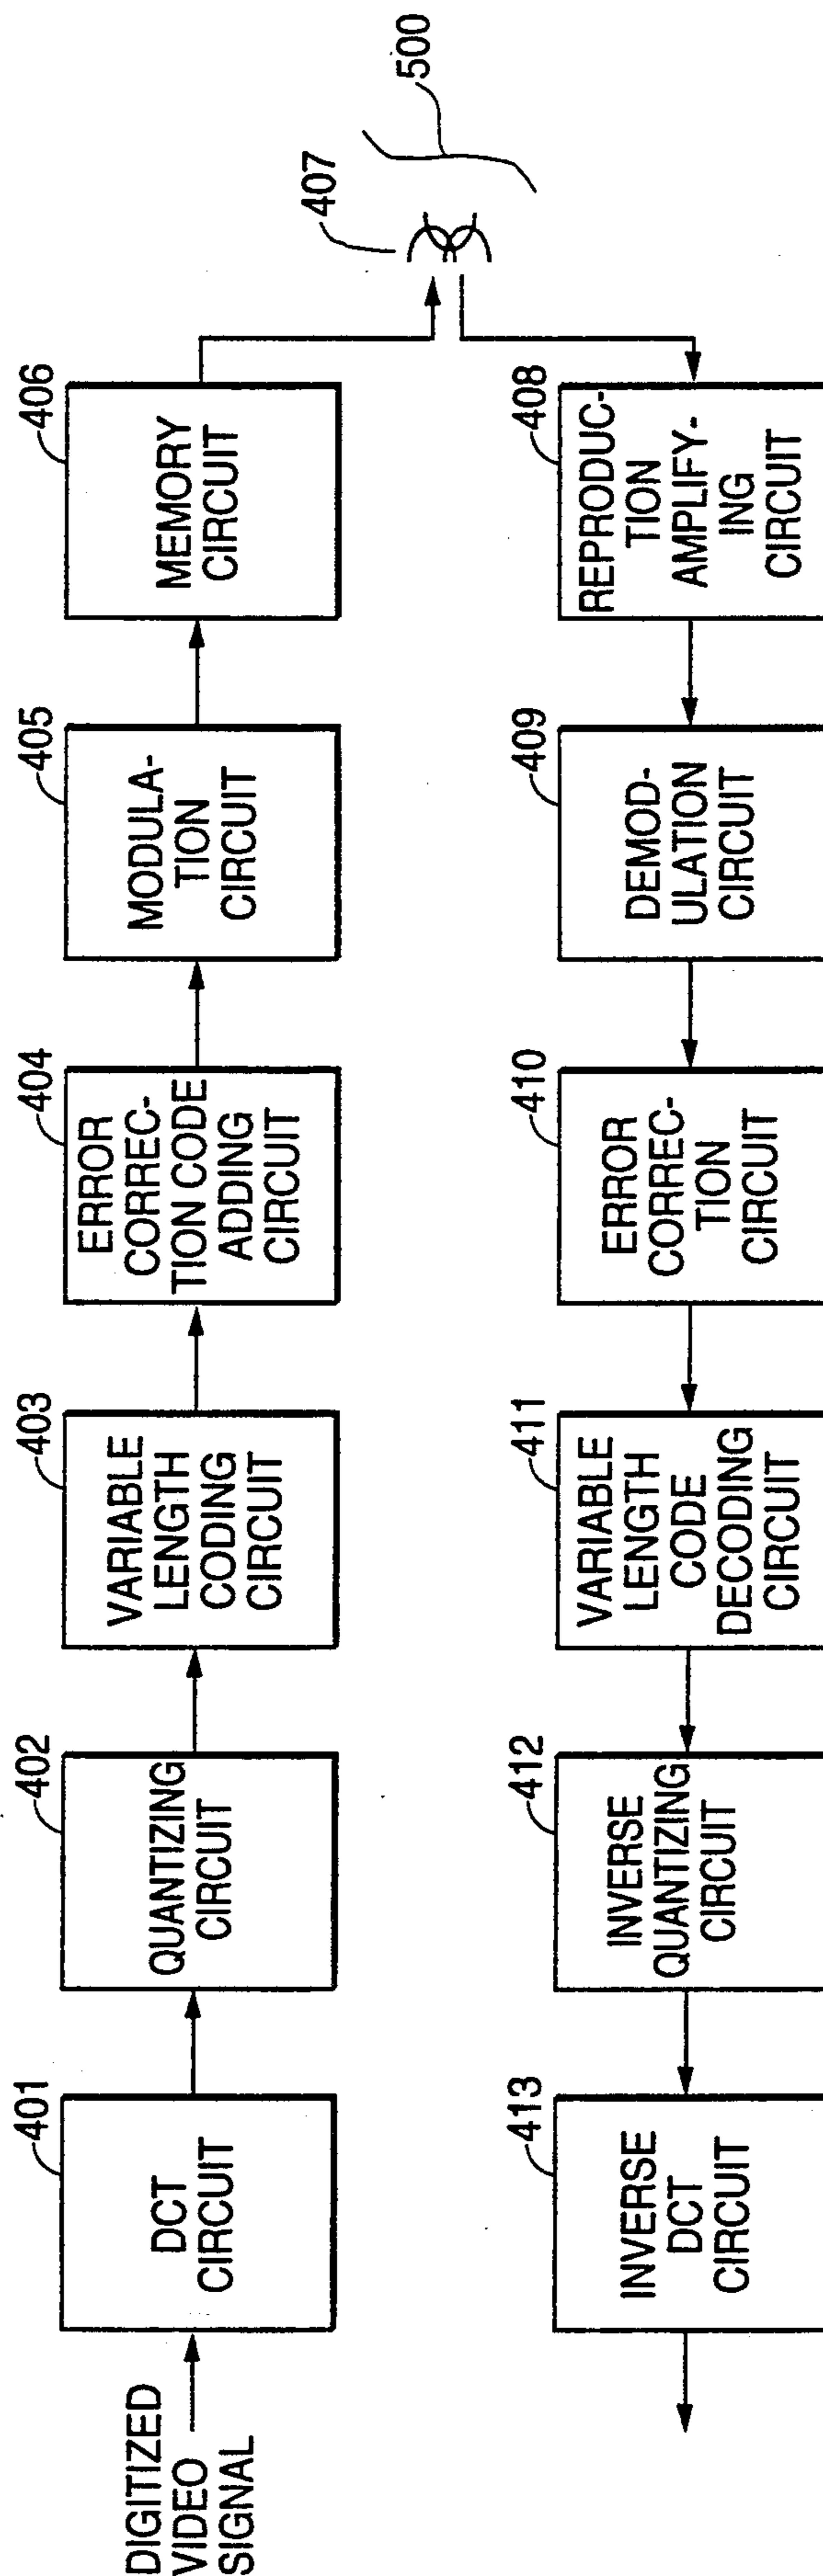 DIGITIZED
VIDEO
SIGNAL
401
DCT
CIRCUIT
402
QUANTIZING
CIRCUIT
403
VARIABLE
LENGTH
CODING
CIRCUIT
404
ERROR
CORREC-
TION CODE
ADDING
CIRCUIT
405
MODULA-
TION
CIRCUIT
406
MEMORY
CIRCUIT
407
500
413
INVERSE
DCT
CIRCUIT
412
INVERSE
QUANTIZING
CIRCUIT
411
VARIABLE
LENGTH
CODE
DECODING
CIRCUIT
410
ERROR
CORREC-
TION
CIRCUIT
409
DEMOD-
ULATION
CIRCUIT
408
REPRODUC-
TION
AMPLIFY-
ING
CIRCUIT